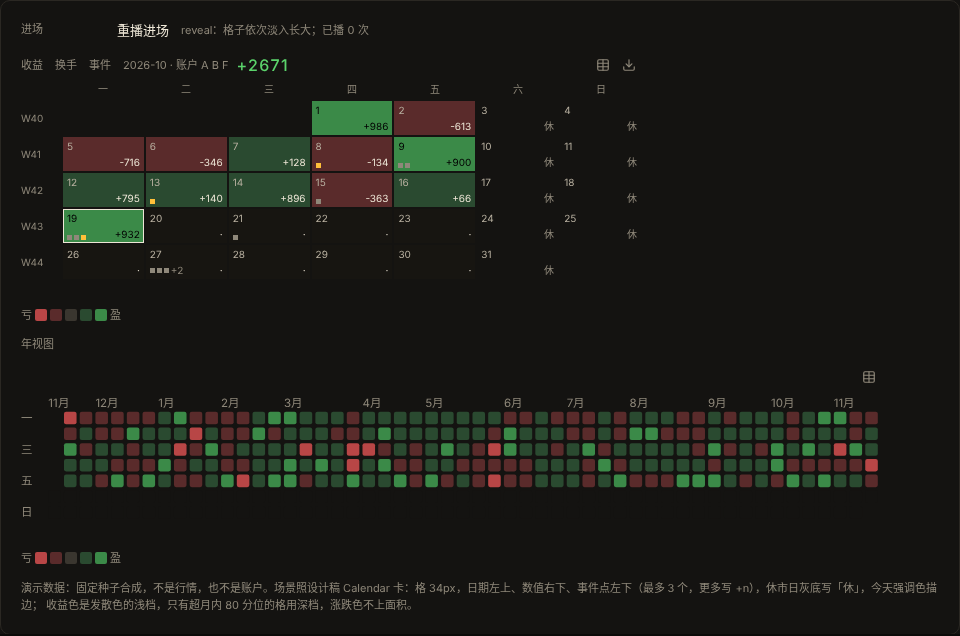 进场 重播进场 reveal：格子依次淡入长大；已播 0 次
收益 换手 事件 2026-10 · 账户 A B F +2671
一 二 三 四 五 六 日
W40 1 +986 2 -613 3 休 4 休
W41 5 -716 6 -346 7 +128 8 -134 9 +900 10 休 11 休
W42 12 +795 13 +140 14 +896 15 -363 16 +66 17 休 18 休
W43 19 +932 20 · 21 · 22 · 23 · 24 休 25 休
W44 26 · 27 +2 · 28 · 29 · 30 · 31 休
亏 盈
年视图
11月 12月 1月 2月 3月 4月 5月 6月 7月 8月 9月 10月 11月
一
三
五
日
亏 盈
演示数据：固定种子合成，不是行情，也不是账户。场景照设计稿 Calendar 卡：格 34px，日期左上、数值右下、事件点左下（最多 3 个，更多写 +n），休市日灰底写「休」，今天强调色描
边； 收益色是发散色的浅档，只有超月内 80 分位的格用深档，涨跌色不上面积。